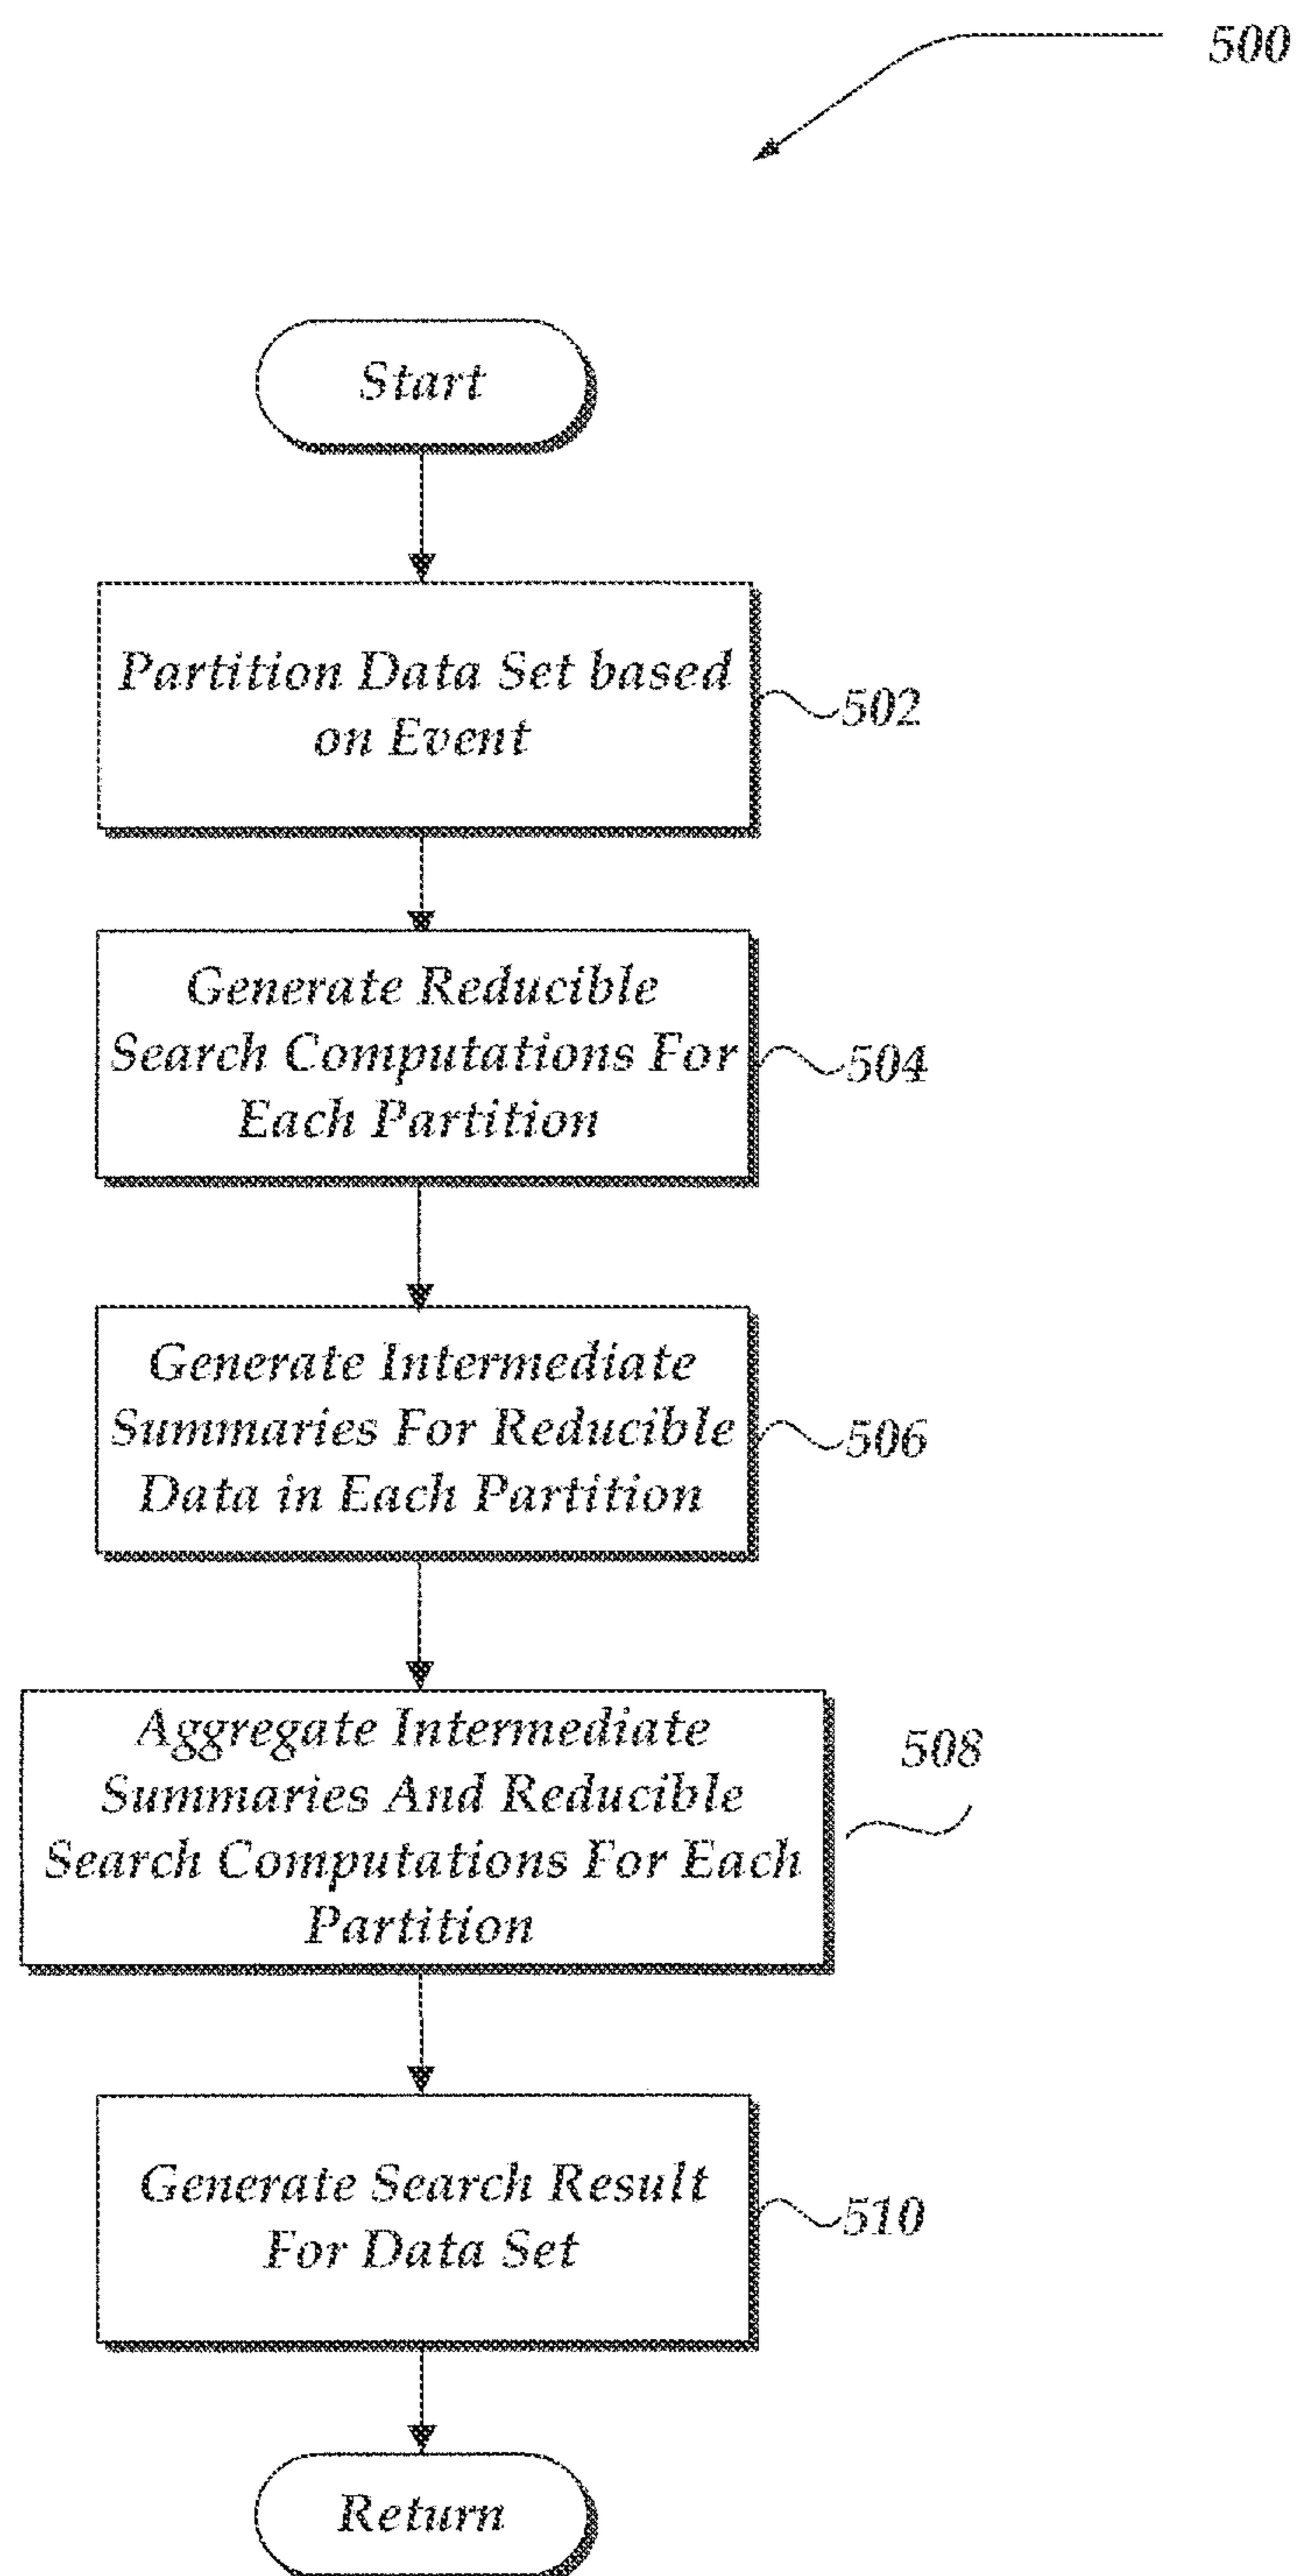 500
Start
Partition Data Set based
on Event
502
Generate Reducible
Search Computations For
Each Partition
504
Generate Intermediate
Summaries For Reducible
Data in Each Partition
506
Aggregate Intermediate
Summaries And Reducible
Search Computations For Each
Partition
508
Generate Search Result
For Data Set
510
Return